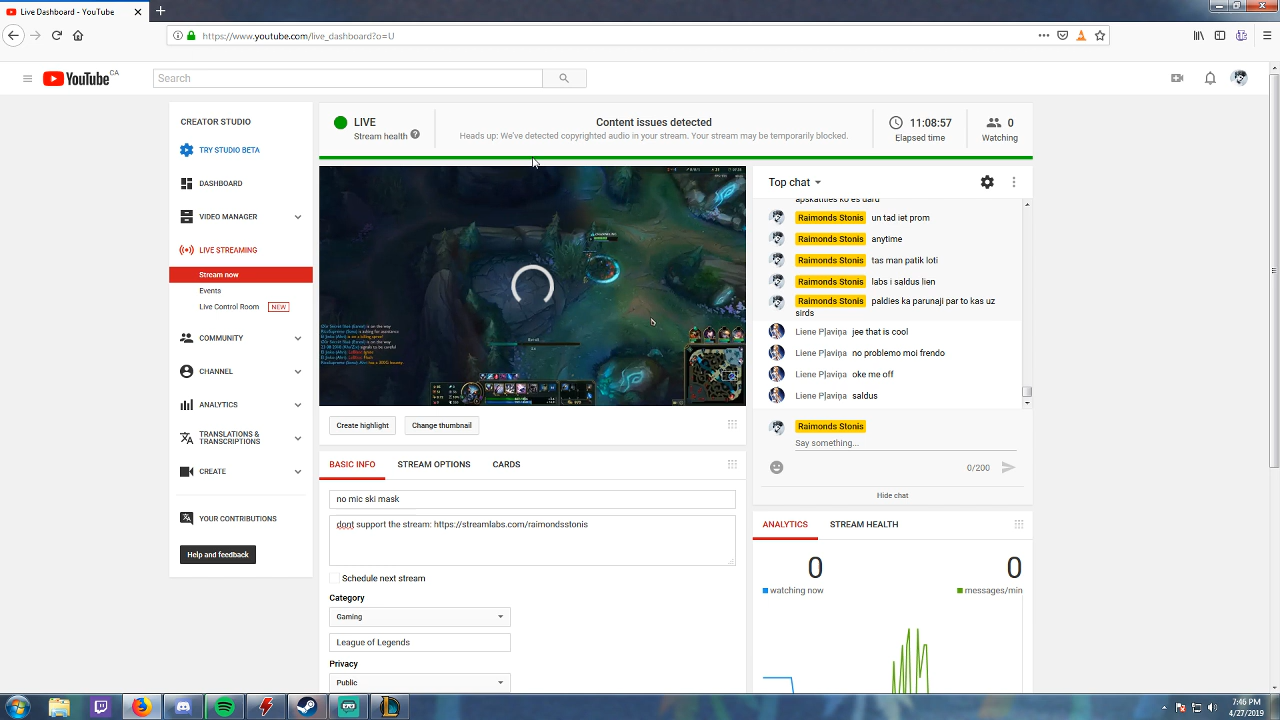 Live Dashboard - YouTube
https://www.youtube.com/live_dashboard?o=U
YouTube CA
Search
CREATOR STUDIO
TRY STUDIO BETA
DASHBOARD
VIDEO MANAGER
LIVE STREAMING
Stream now
Events
Live Control Room NEW
COMMUNITY
CHANNEL
ANALYTICS
TRANSLATIONS &
TRANSCRIPTIONS
CREATE
YOUR CONTRIBUTIONS
Help and feedback
LIVE
Stream health
Content issues detected
Heads up: We've detected copyrighted audio in your stream. Your stream may be temporarily blocked.
11:08:57
Elapsed time
0
Watching
Create highlight
Change thumbnail
BASIC INFO
STREAM OPTIONS
CARDS
no mic ski mask
dont support the stream: https://streamlabs.com/raimondsstonis
Schedule next stream
Category
Gaming
League of Legends
Privacy
Public
Top chat
apskatities ko es daru
Raimonds Stonis un tad iet prom
Raimonds Stonis anytime
Raimonds Stonis tas man patik loti
Raimonds Stonis labs i saldus lien
Raimonds Stonis paldies ka parunaji par to kas uz
sirds
Liene Pļaviņa jee that is cool
Liene Pļaviņa no problemo moi frendo
Liene Pļaviņa oke me off
Liene Pļaviņa saldus
Raimonds Stonis
Say something...
0/200
Hide chat
ANALYTICS
STREAM HEALTH
0
watching now
0
messages/min
7:46 PM
4/27/2019